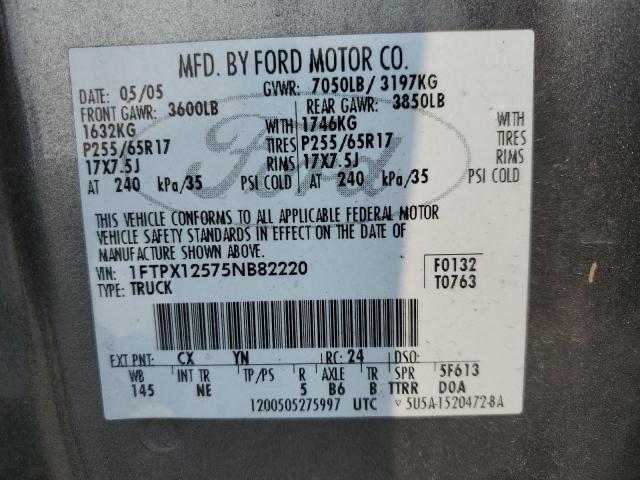 MFD. BY FORD MOTOR CO.
DATE: 05/05 GVWR: 7050LB/ 3197KG
FRONT GAWR: 3600LB REAR GAWR: 3850LB
1632KG WITH 1746KG WITH
P255/65R17 TIRES P255/65R17 TIRES
17X7.5J RIMS 17X7.5J RIMS
AT 240 kPa/35 PSI COLD AT 240 kPa/35 PSI COLD
Ford
THIS VEHICLE CONFORMS TO ALL APPLICABLE FEDERAL MOTOR
VEHICLE SAFETY STANDARDS IN EFFECT ON THE DATE OF
MANUFACTURE SHOWN ABOVE.
VIN: 1FTPX12575NB82220 F0132
TYPE: TRUCK T0763
EXT PNT: CX YN RC: 24 DSO:
WB INT TR TP/PS R AXLE TR SPR 5F613
145 NE 5 B6 B TTRR DOA
1200505275997 UTC ▽ 5U5A-1520472-BA